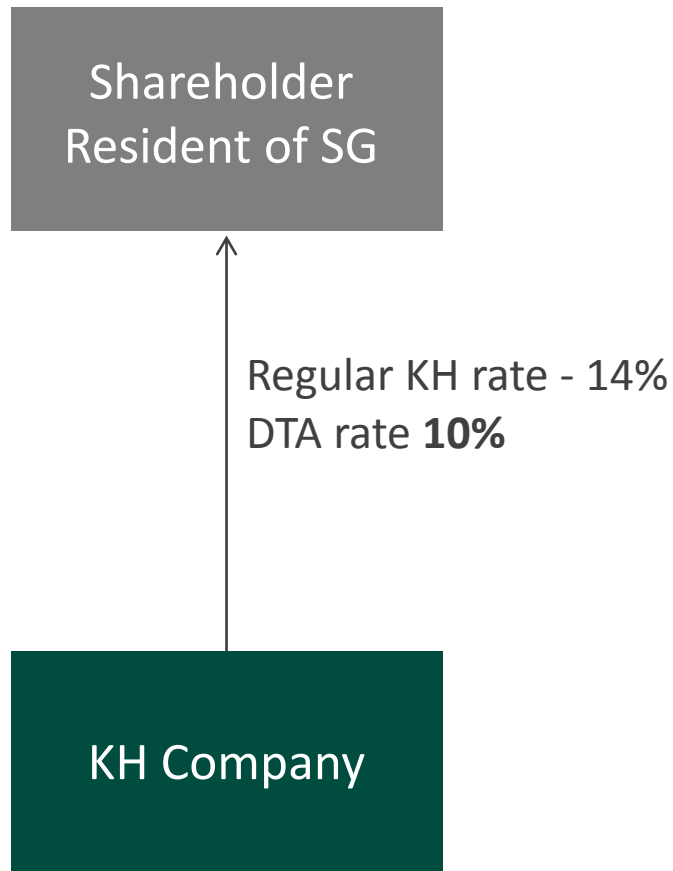 Shareholder
Resident of SG
Regular KH rate - 14%
DTA rate 10%
KH Company